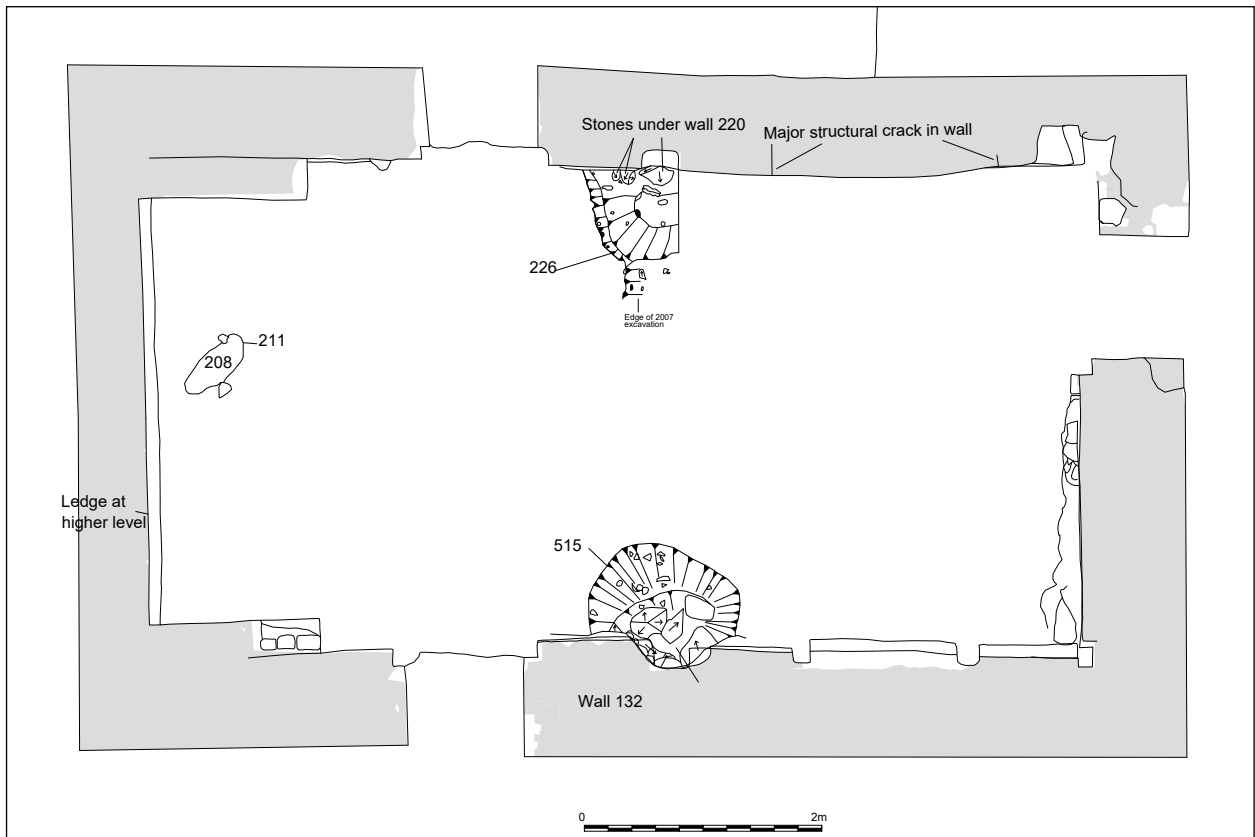 Stones under wall 220
Major structural crack in wall
226
Edge of 2007
excavation
211
208
Ledge at
higher level
515
Wall 132
0
2m